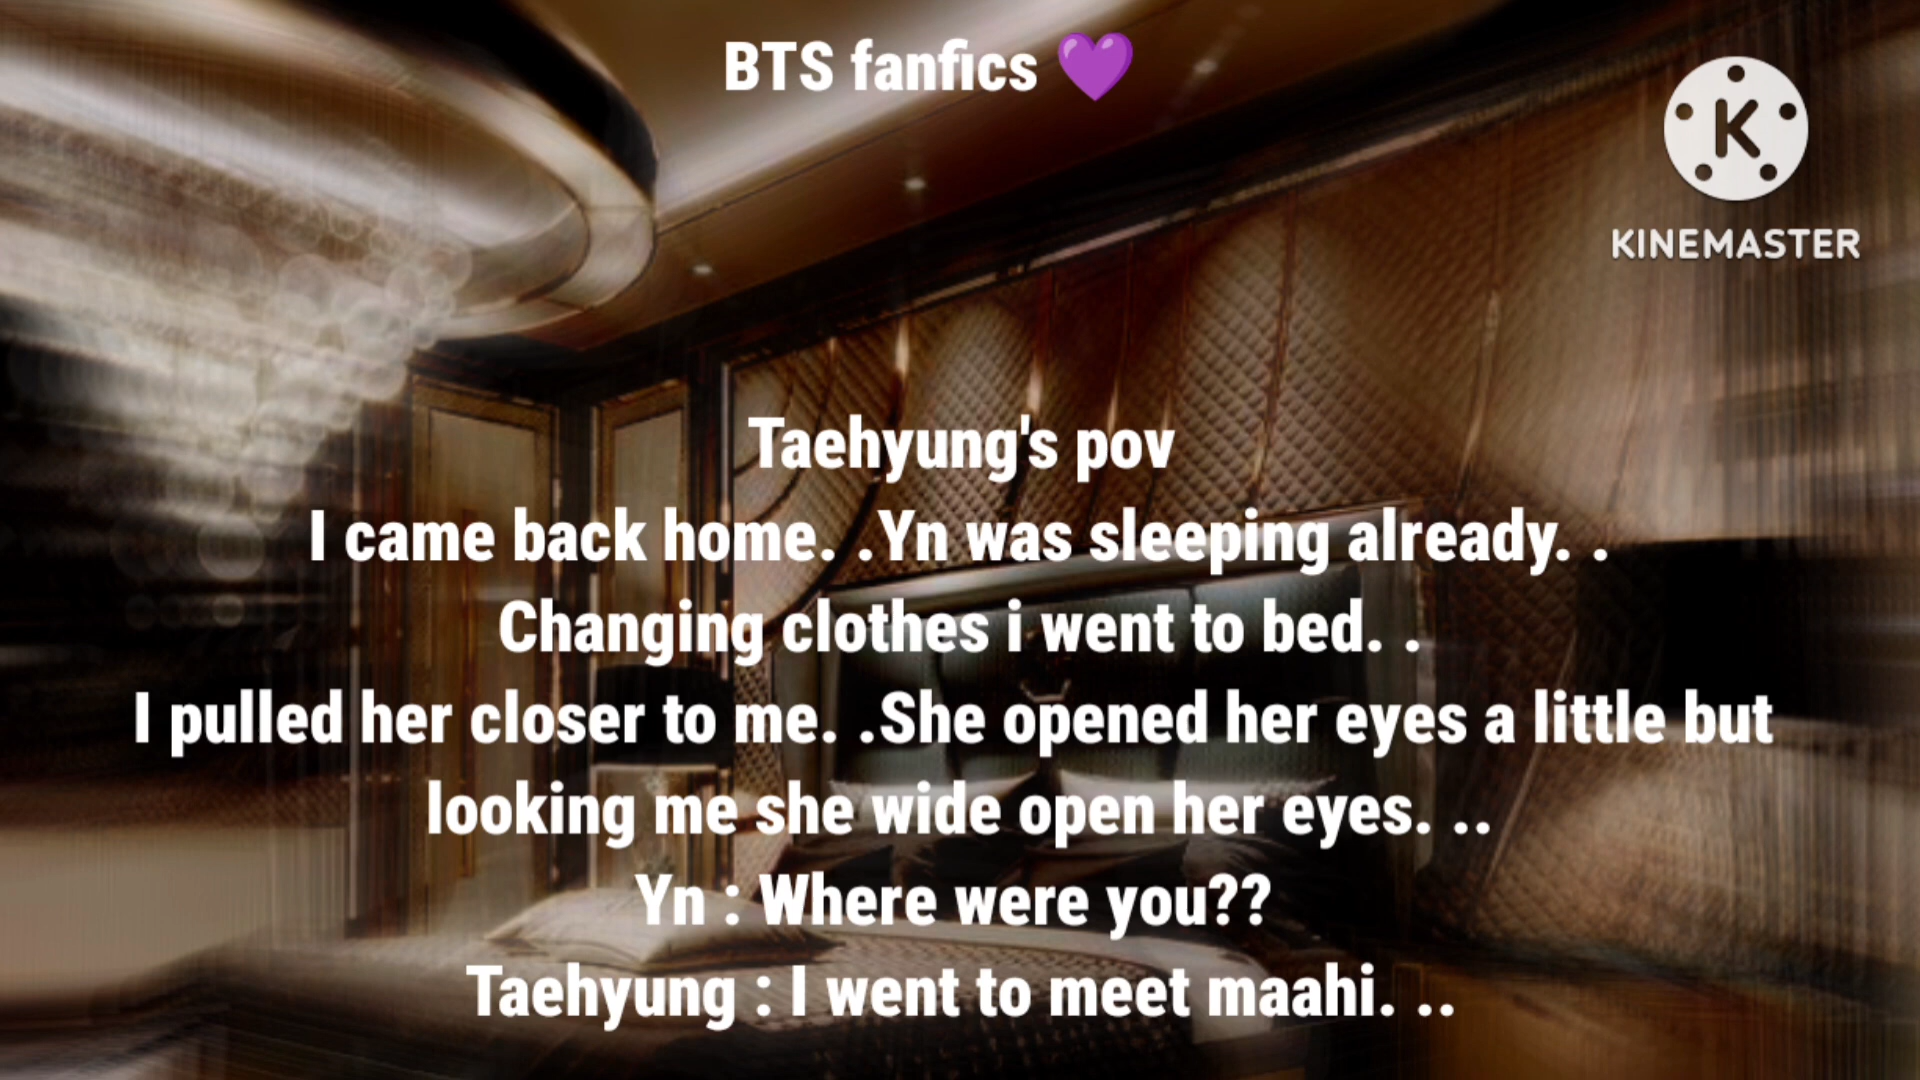 BTS fanfics 💜
K
KINEMASTER
Taehyung's pov
I came back home. .Yn was sleeping already. .
Changing clothes i went to bed. .
I pulled her closer to me. .She opened her eyes a little but
looking me she wide open her eyes. ..
Yn : Where were you??
Taehyung : I went to meet maahi. ..